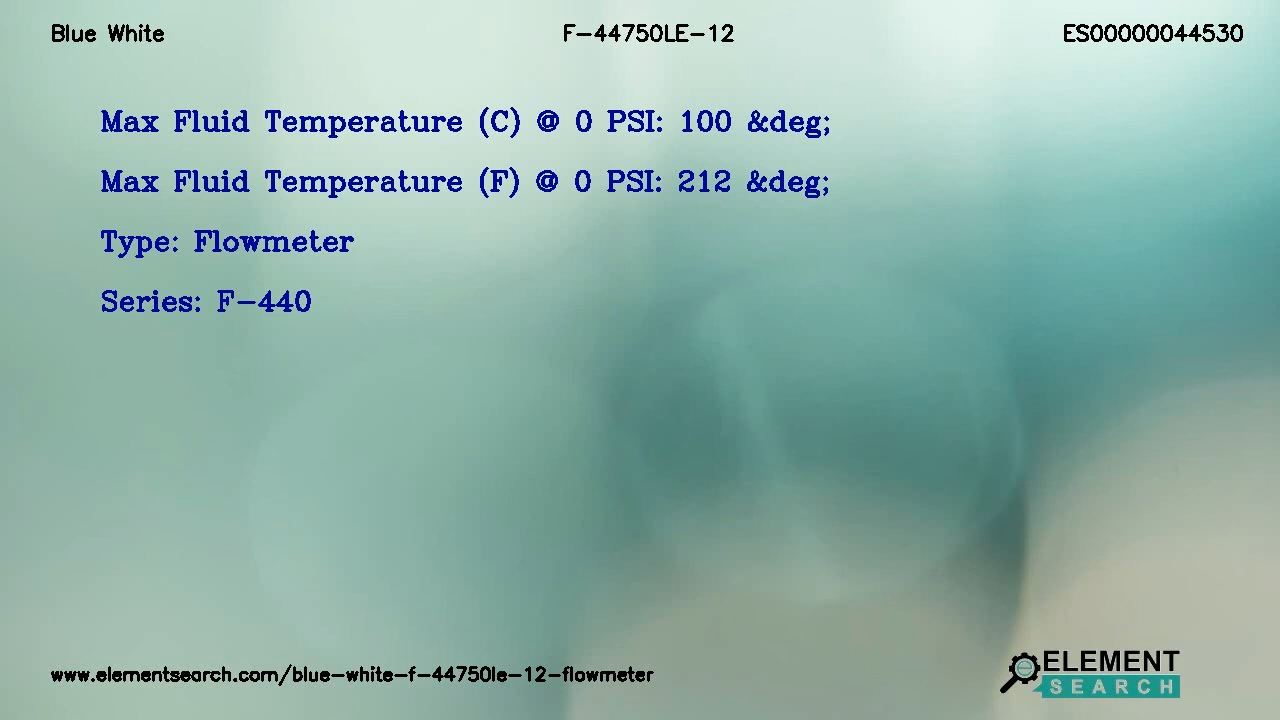 Blue White
F-44750LE-12
ES00000044530
Max Fluid Temperature (C) @ 0 PSI: 100 &deg;
Max Fluid Temperature (F) @ 0 PSI: 212 &deg;
Type: Flowmeter
Series: F-440
www.elementsearch.com/blue-white-f-44750le-12-flowmeter
ELEMENT
SEARCH